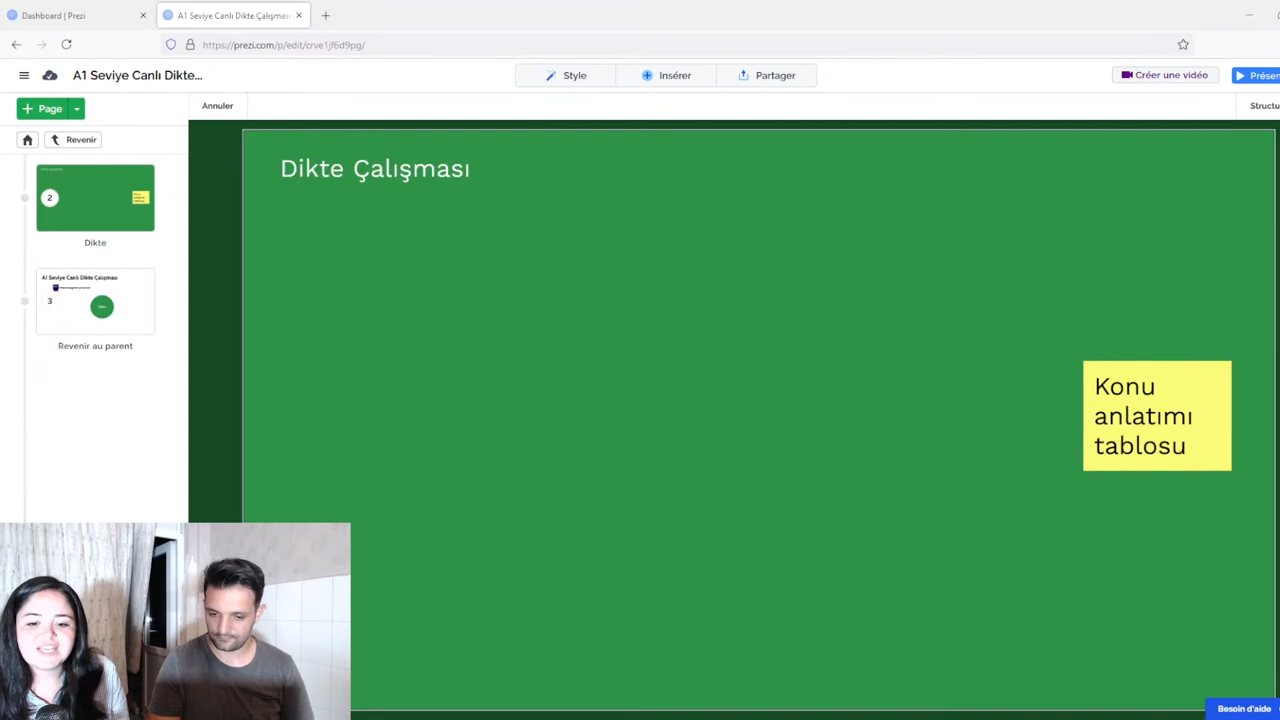 Dashboard | Prezi
A1 Seviye Canlı Dikte Çalışması
https://prezi.com/p/edit/crve1jf6d9pg/
A1 Seviye Canlı Dikte...
Style
Insérer
Partager
Créer une vidéo
Présen
Page
Annuler
Structu
Revenir
2
Dikte
A1 Seviye Canlı Dikte Çalışması
3
Revenir au parent
Dikte Çalışması
Konu
anlatımı
tablosu
Besoin d'aide